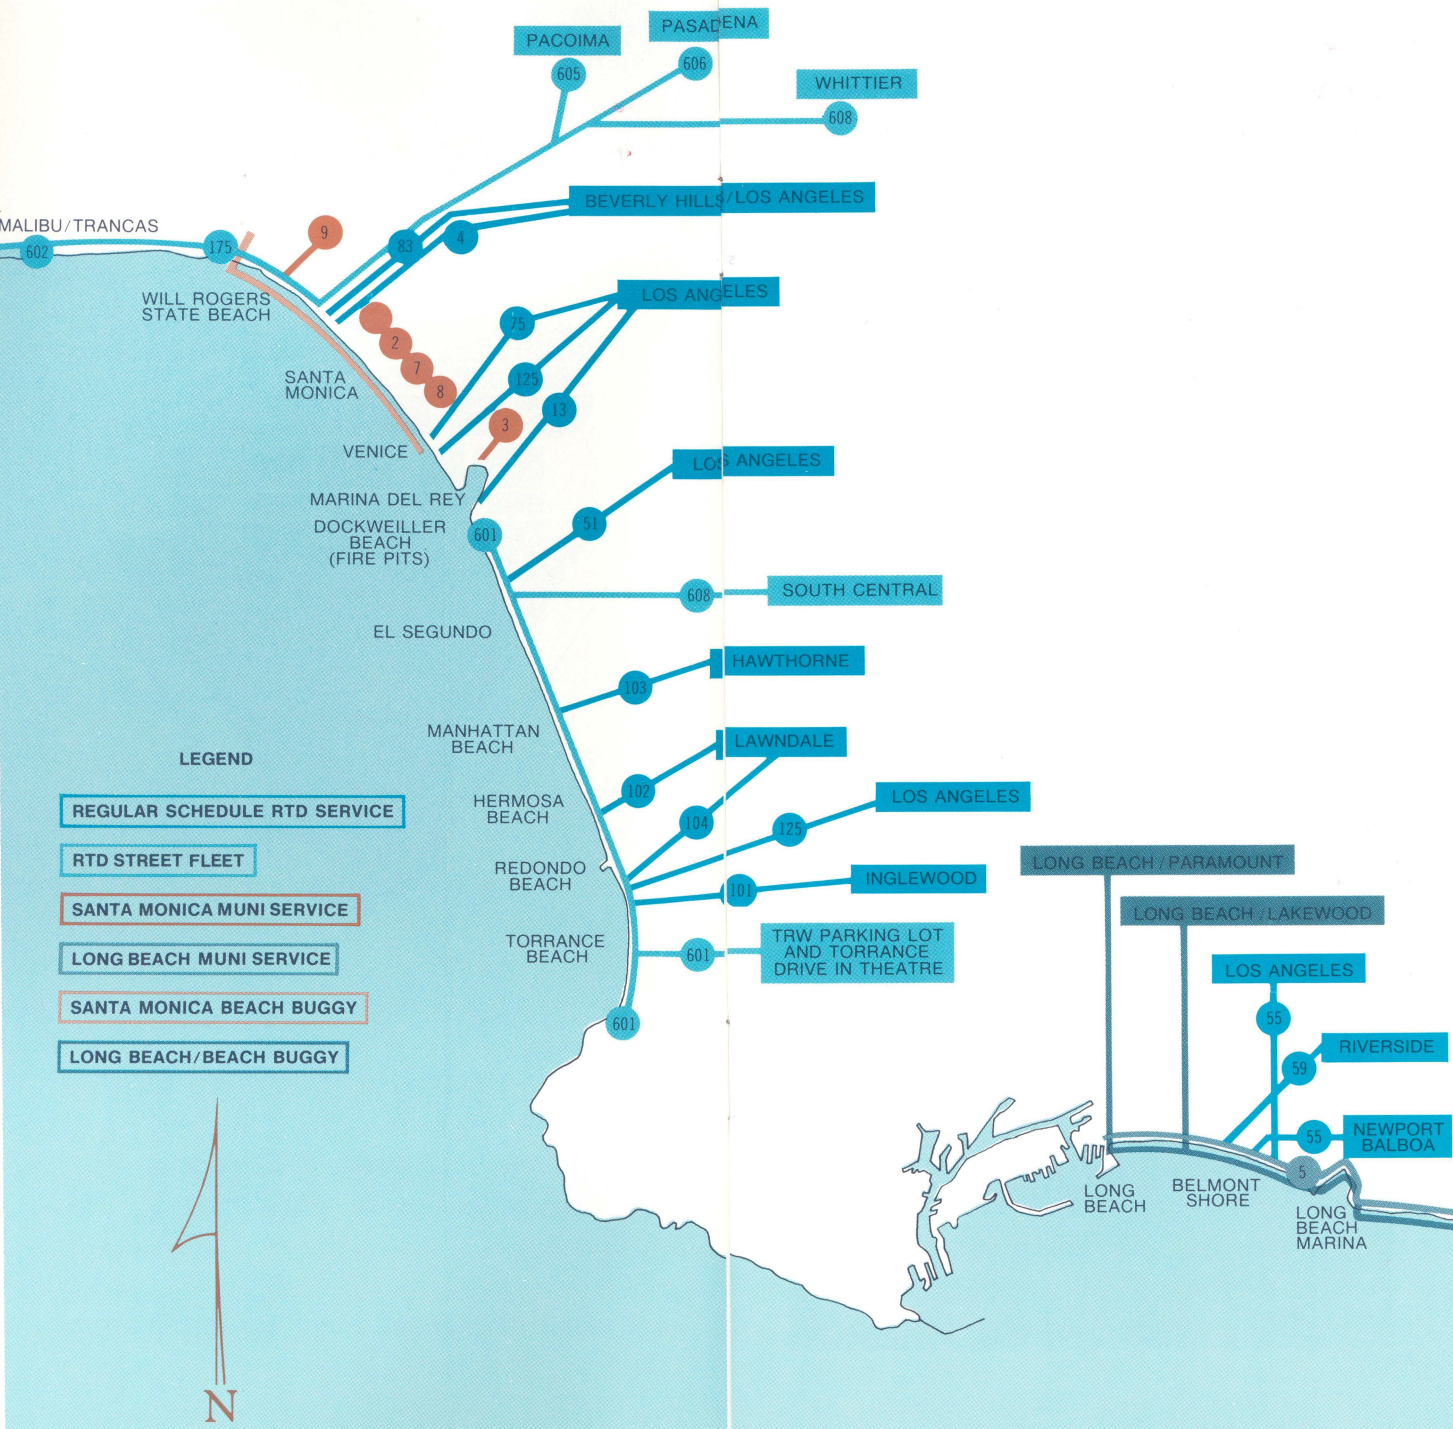 PACOIMA
PASADENA
605
606
WHITTIER
608
BEVERLY HILLS/LOS ANGELES
MALIBU/TRANCAS
602
175
9
83
4
WILL ROGERS
STATE BEACH
LOS ANGELES
75
2
7
8
125
13
3
SANTA
MONICA
VENICE
LOS ANGELES
51
MARINA DEL REY
DOCKWEILLER
BEACH
(FIRE PITS)
601
608
SOUTH CENTRAL
EL SEGUNDO
HAWTHORNE
103
MANHATTAN
BEACH
LAWNDALE
102
104
HERMOSA
BEACH
LOS ANGELES
125
REDONDO
BEACH
INGLEWOOD
101
TORRANCE
BEACH
601
TRW PARKING LOT
AND TORRANCE
DRIVE IN THEATRE
601
LEGEND
REGULAR SCHEDULE RTD SERVICE
RTD STREET FLEET
SANTA MONICA MUNI SERVICE
LONG BEACH MUNI SERVICE
SANTA MONICA BEACH BUGGY
LONG BEACH/BEACH BUGGY
N
LONG BEACH/PARAMOUNT
LONG BEACH/LAKEWOOD
LOS ANGELES
55
RIVERSIDE
59
NEWPORT
BALBOA
55
5
LONG
BEACH
BELMONT
SHORE
LONG
BEACH
MARINA